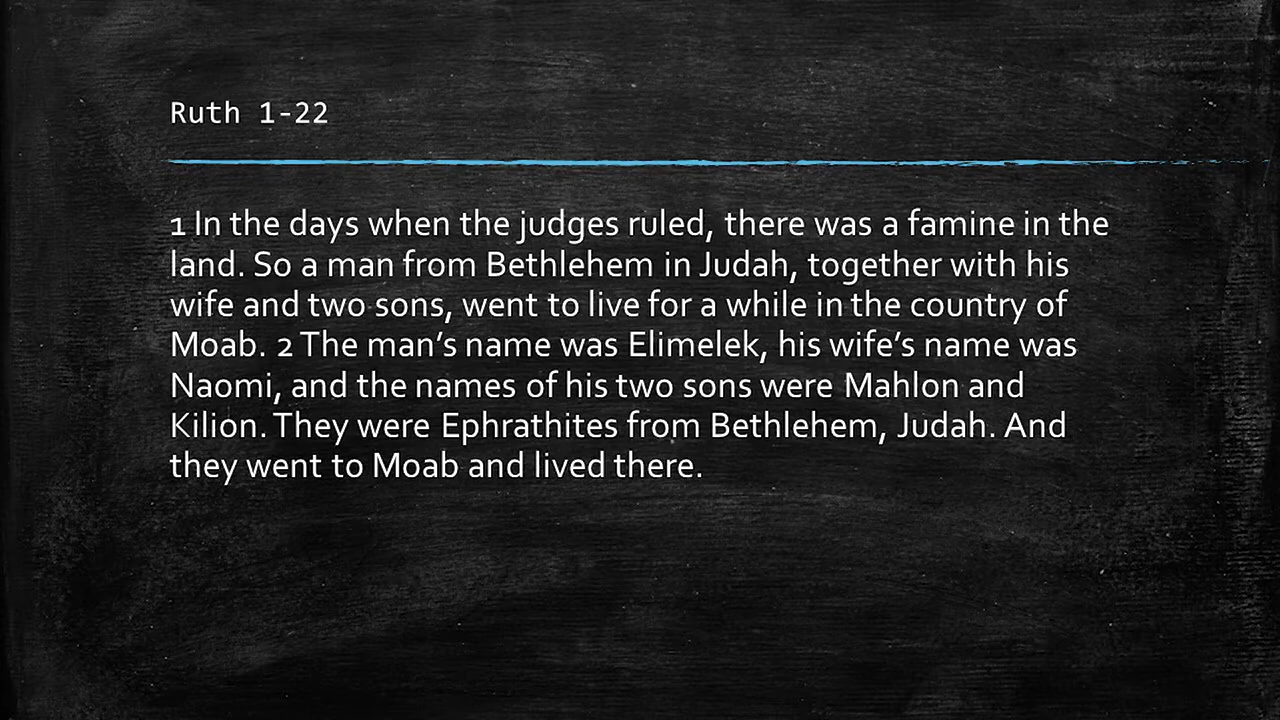 Ruth 1-22
1 In the days when the judges ruled, there was a famine in the
land. So a man from Bethlehem in Judah, together with his
wife and two sons, went to live for a while in the country of
Moab. 2 The man’s name was Elimelek, his wife’s name was
Naomi, and the names of his two sons were Mahlon and
Kilion. They were Ephrathites from Bethlehem, Judah. And
they went to Moab and lived there.